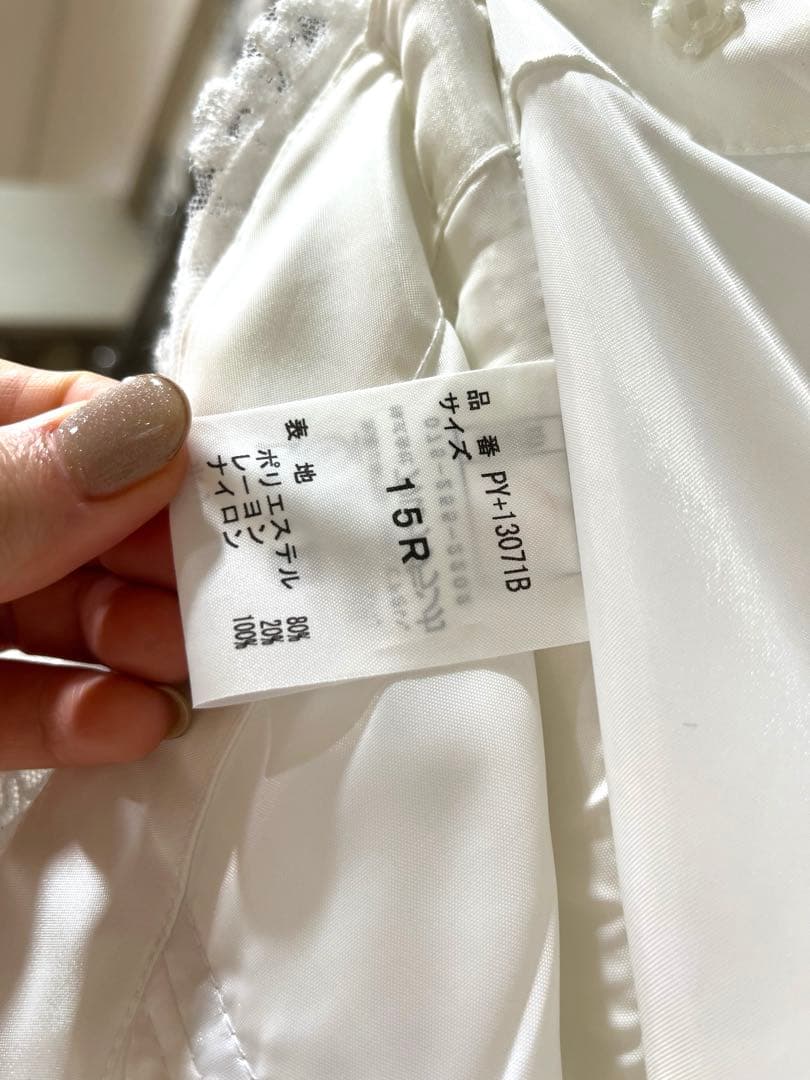 品 番 PY+13071B
サイズ
15R
表 地
ポリエステル 80%
レーヨン 20%
ナイロン 100%